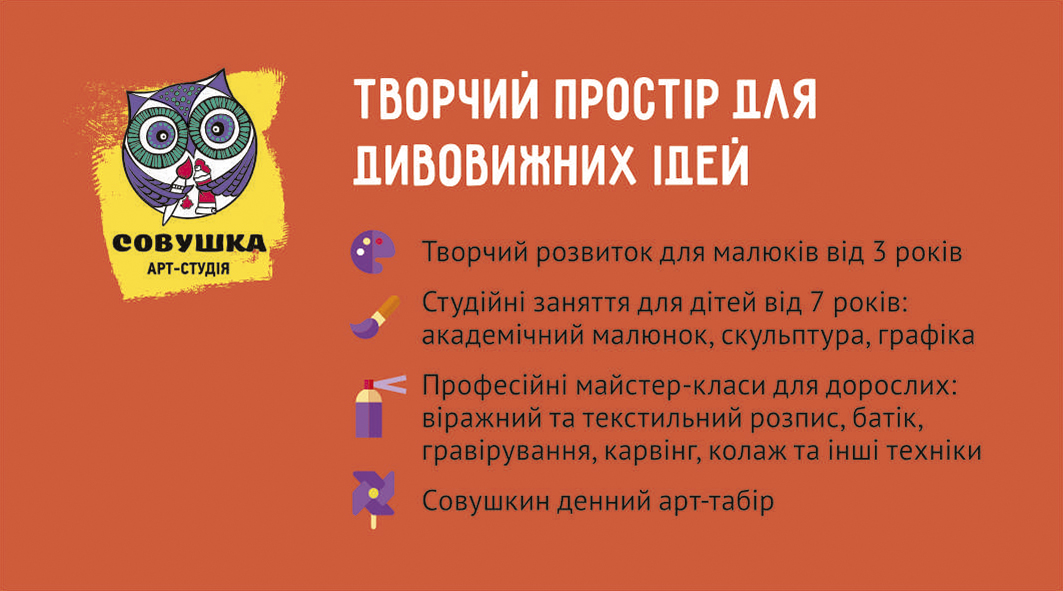 СОВУШКА
АРТ-СТУДІЯ
ТВОРЧИЙ ПРОСТІР ДЛЯ
ДИВОВИЖНИХ ІДЕЙ
Творчий розвиток для малюків від 3 років
Студійні заняття для дітей від 7 років:
академічний малюнок, скульптура, графіка
Професійні майстер-класи для дорослих:
віражний та текстильний розпис, батік,
гравірування, карвінг, колаж та інші техніки
Совушкин денний арт-табір